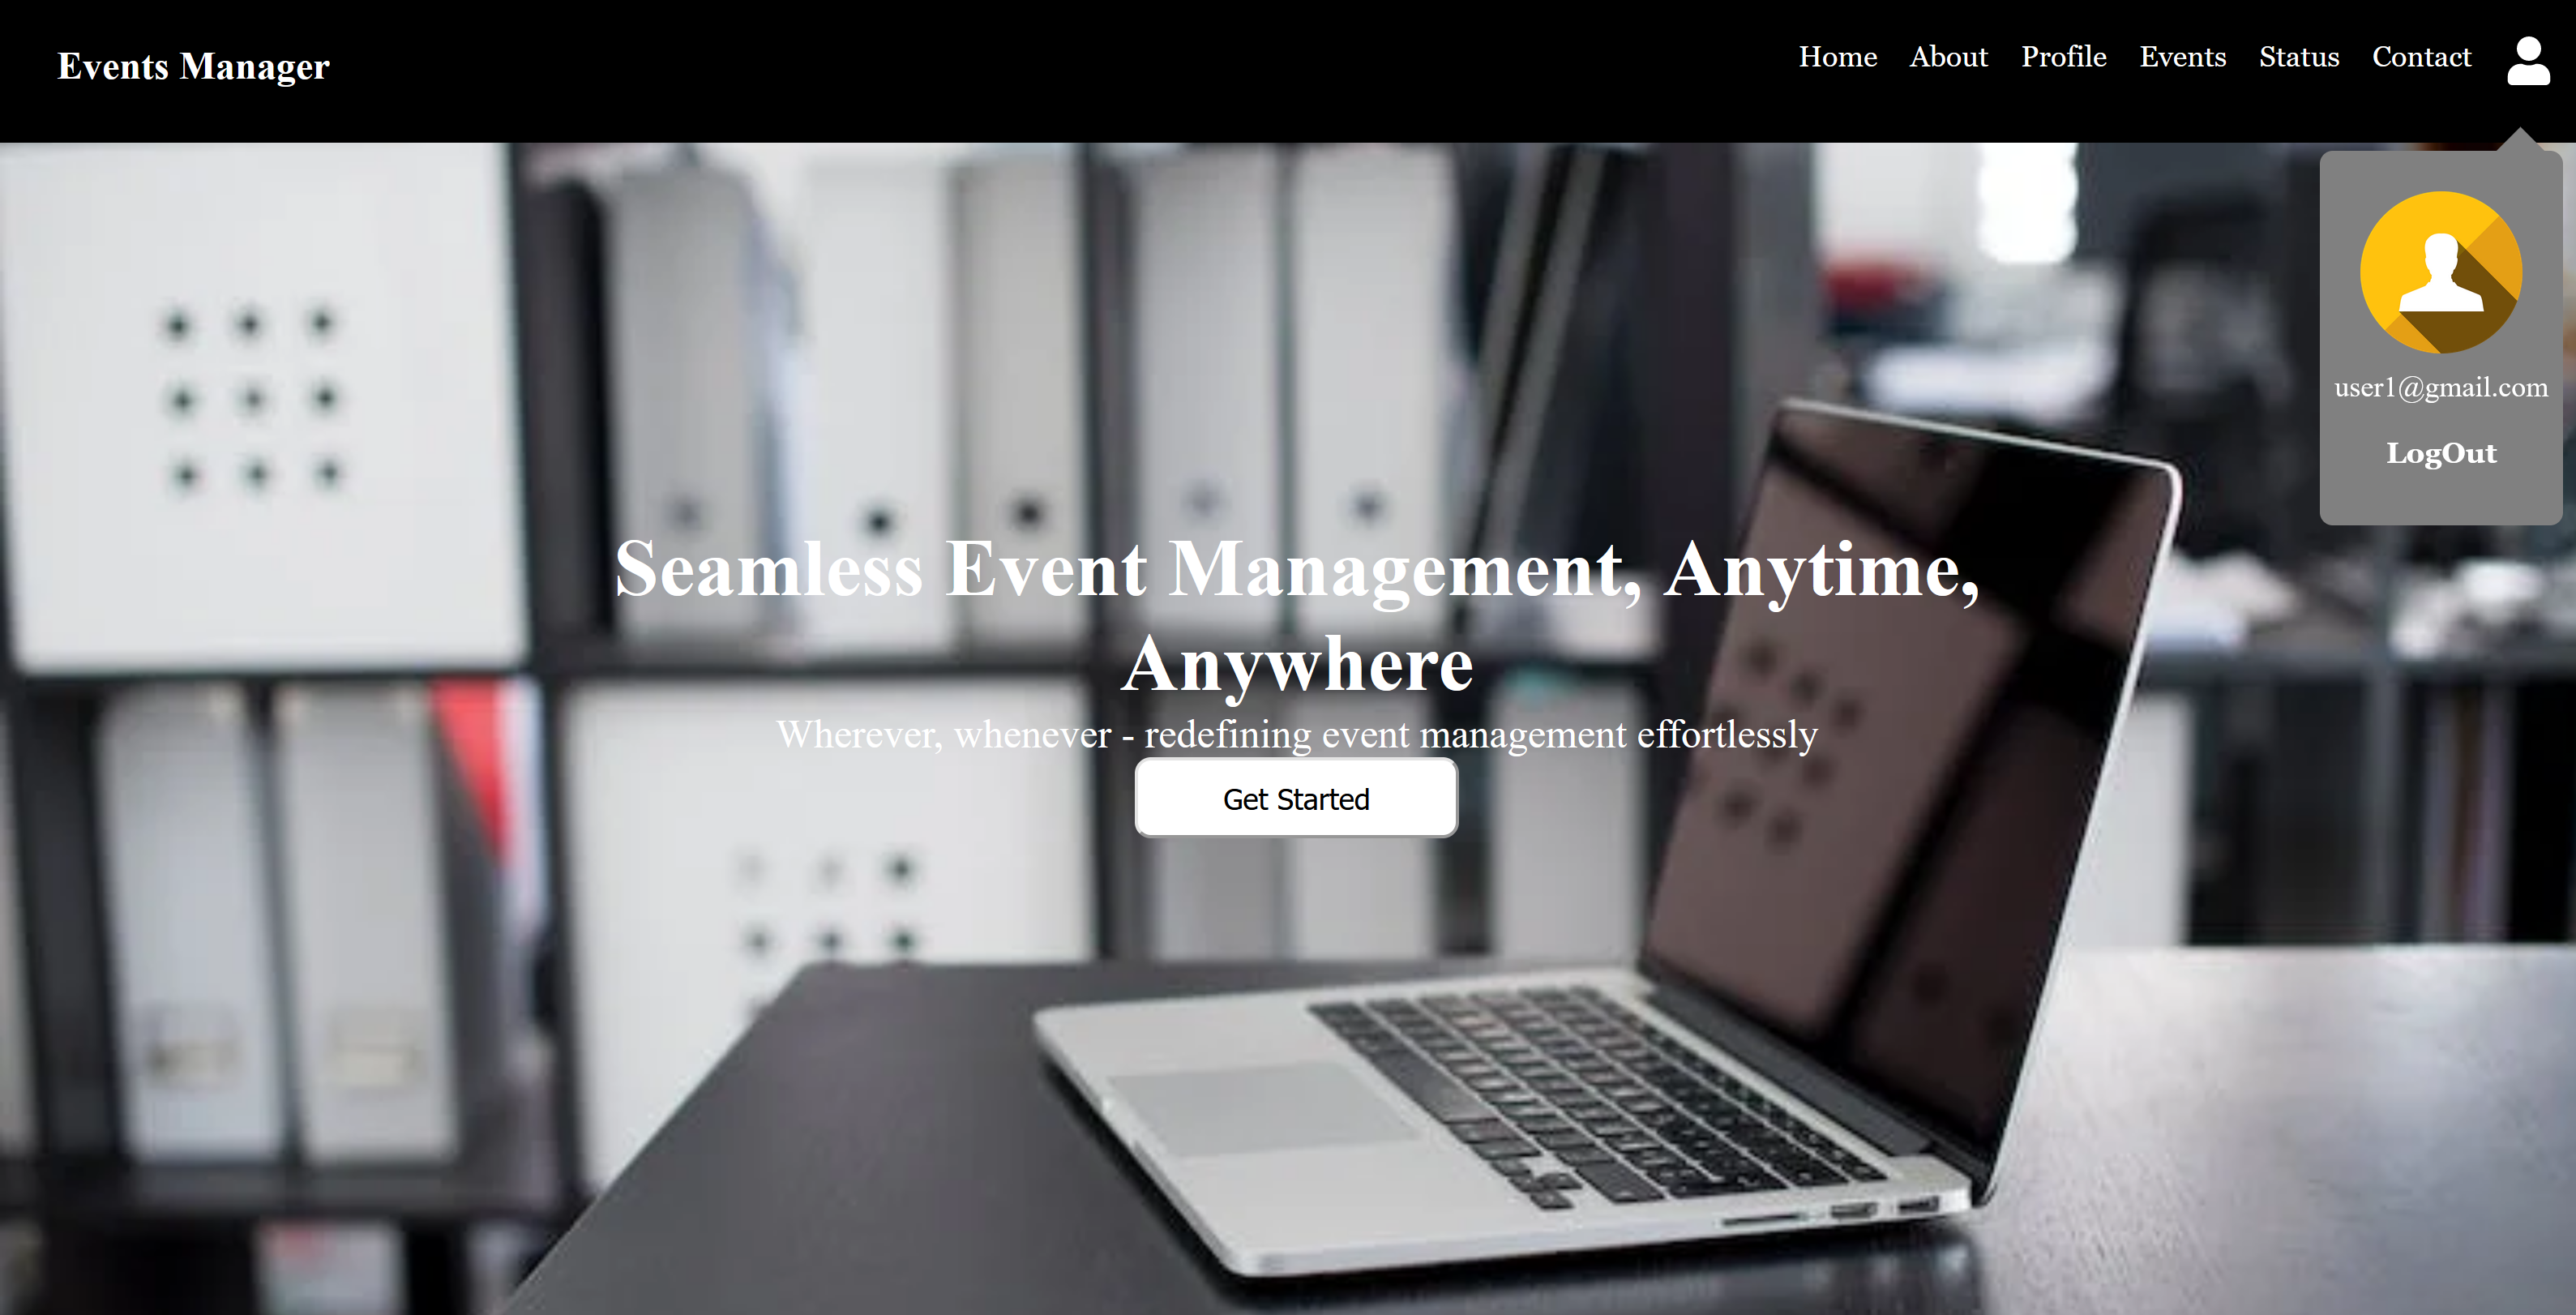 Events Manager
Home About Profile Events Status Contact
user1@gmail.com
LogOut
Seamless Event Management, Anytime,
Anywhere
Wherever, whenever - redefining event management effortlessly
Get Started